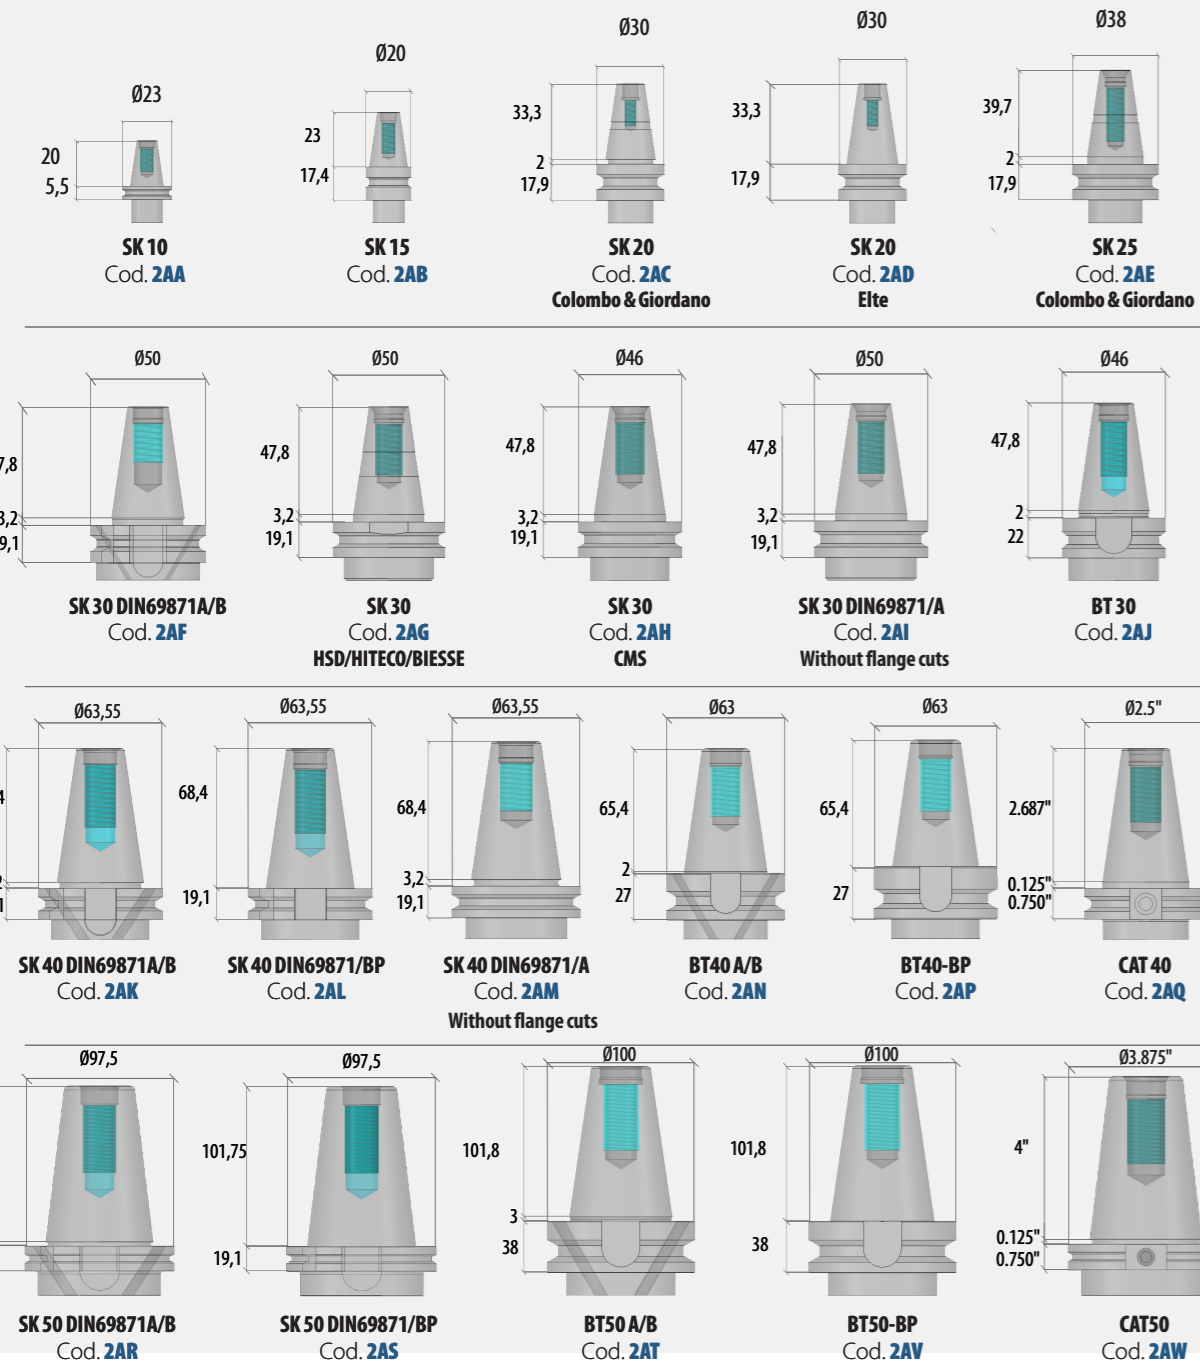 Ø23
20
5,5
SK 10
Cod. 2AA
Ø20
23
17,4
SK 15
Cod. 2AB
Ø30
33,3
2
17,9
SK 20
Cod. 2AC
Colombo & Giordano
Ø30
33,3
17,9
SK 20
Cod. 2AD
Elte
Ø38
39,7
2
17,9
SK 25
Cod. 2AE
Colombo & Giordano
Ø50
7,8
3,2
9,1
SK 30 DIN69871A/B
Cod. 2AF
Ø50
47,8
3,2
19,1
SK 30
Cod. 2AG
HSD/HITECO/BIESSE
Ø46
47,8
3,2
19,1
SK 30
Cod. 2AH
CMS
Ø50
47,8
3,2
19,1
SK 30 DIN69871/A
Cod. 2AI
Without flange cuts
Ø46
47,8
2
22
BT 30
Cod. 2AJ
Ø63,55
4
2
1
SK 40 DIN69871A/B
Cod. 2AK
Ø63,55
68,4
19,1
SK 40 DIN69871/BP
Cod. 2AL
Ø63,55
68,4
3,2
19,1
SK 40 DIN69871/A
Cod. 2AM
Without flange cuts
Ø63
65,4
2
27
BT40 A/B
Cod. 2AN
Ø63
65,4
27
BT40-BP
Cod. 2AP
Ø2.5"
2.687"
0.125"
0.750"
CAT 40
Cod. 2AQ
Ø97,5
SK 50 DIN69871A/B
Cod. 2AR
Ø97,5
101,75
19,1
SK 50 DIN69871/BP
Cod. 2AS
Ø100
101,8
3
38
BT50 A/B
Cod. 2AT
Ø100
101,8
38
BT50-BP
Cod. 2AV
Ø3.875"
4"
0.125"
0.750"
CAT50
Cod. 2AW